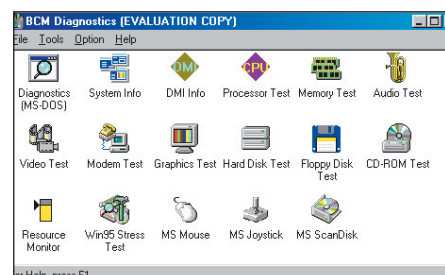 BCM Diagnostics (EVALUATION COPY)
File Tools Option Help
Diagnostics (MS-DOS)
System Info
DMI Info
Processor Test
Memory Test
Audio Test
Video Test
Modem Test
Graphics Test
Hard Disk Test
Floppy Disk Test
CD-ROM Test
Resource Monitor
Win95 Stress Test
MS Mouse
MS Joystick
MS ScanDisk
DMI
CPU
Help, press F1